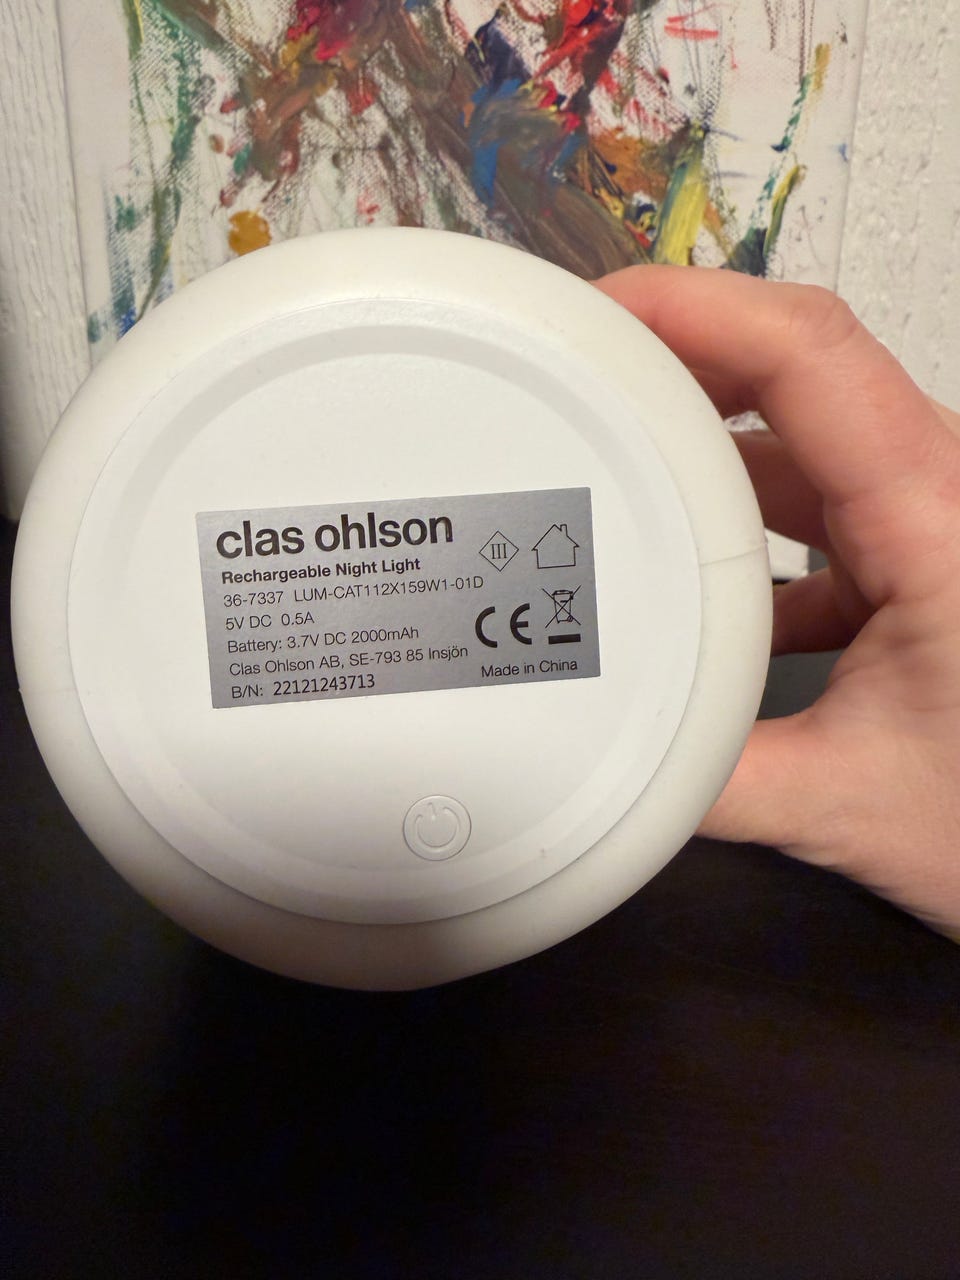 clas ohlson
Rechargeable Night Light
36-7337 LUM-CAT112X159W1-01D
5V DC 0.5A
Battery: 3.7V DC 2000mAh
Clas Ohlson AB, SE-793 85 Insjön
B/N: 22121243713
III
CE
Made in China